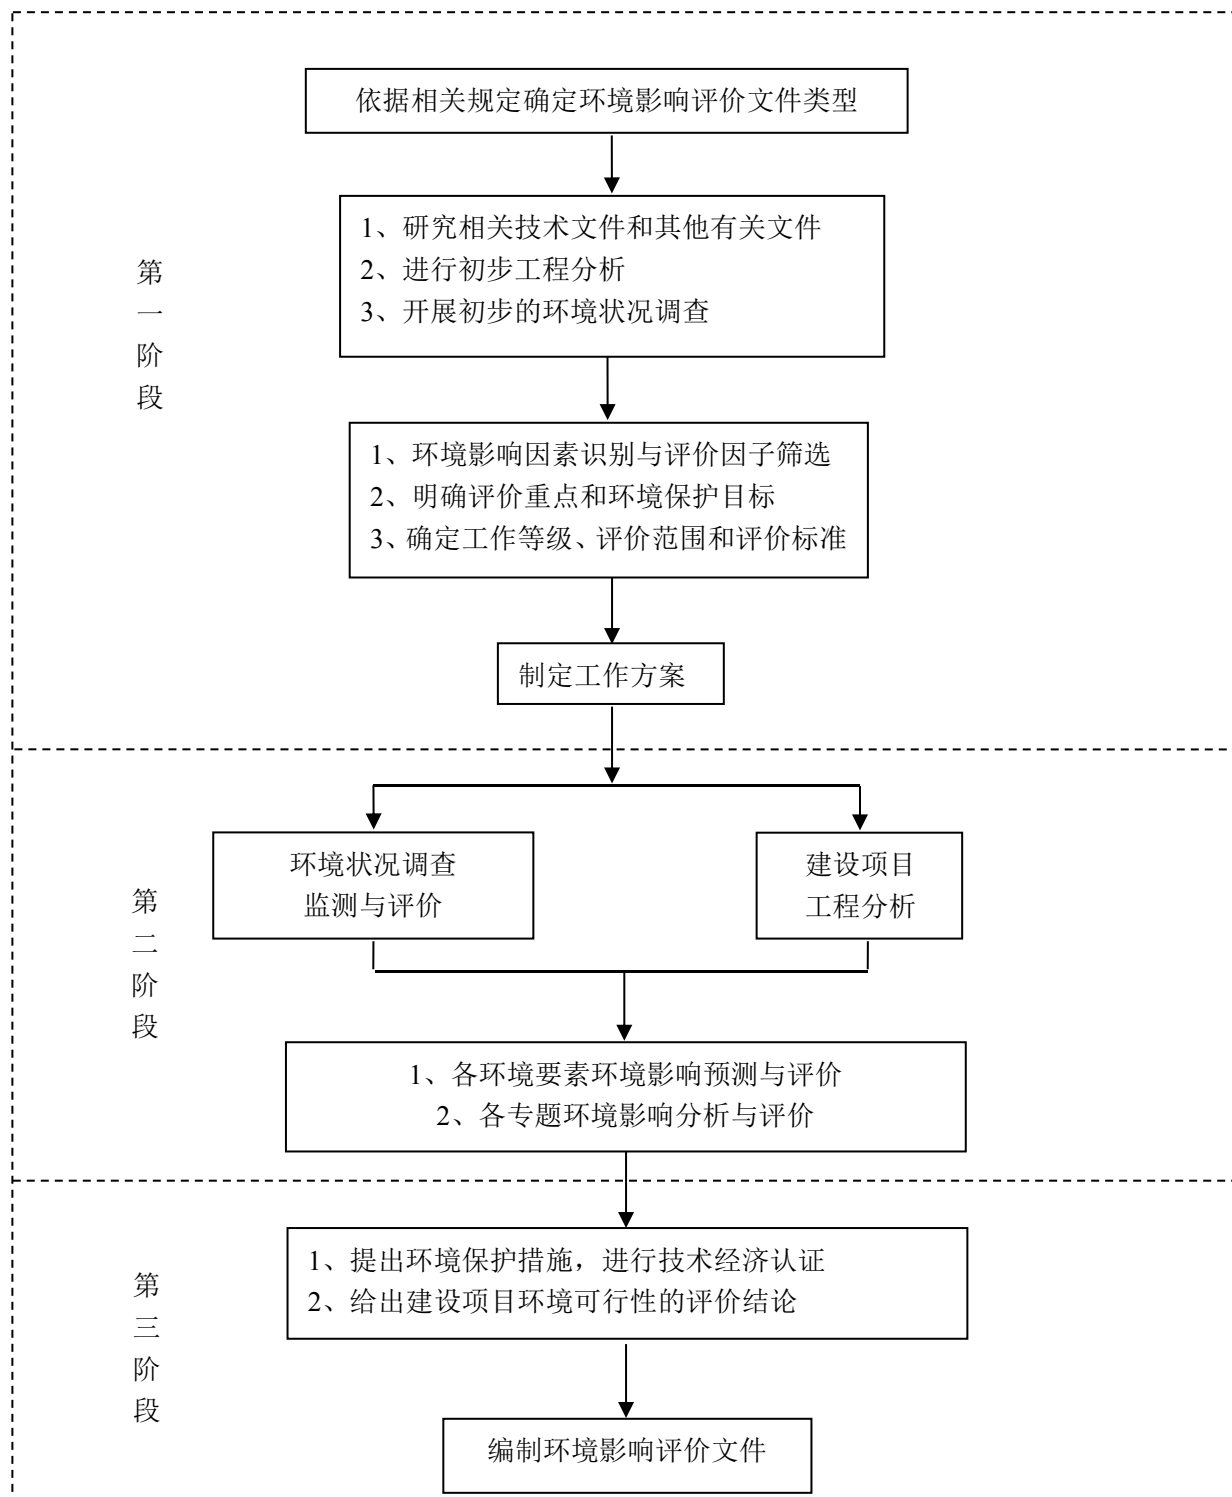 依据相关规定确定环境影响评价文件类型
第一阶段
1、研究相关技术文件和其他有关文件
2、进行初步工程分析
3、开展初步的环境状况调查
1、环境影响因素识别与评价因子筛选
2、明确评价重点和环境保护目标
3、确定工作等级、评价范围和评价标准
制定工作方案
第二阶段
环境状况调查
监测与评价
建设项目
工程分析
1、各环境要素环境影响预测与评价
2、各专题环境影响分析与评价
第三阶段
1、提出环境保护措施，进行技术经济认证
2、给出建设项目环境可行性的评价结论
编制环境影响评价文件